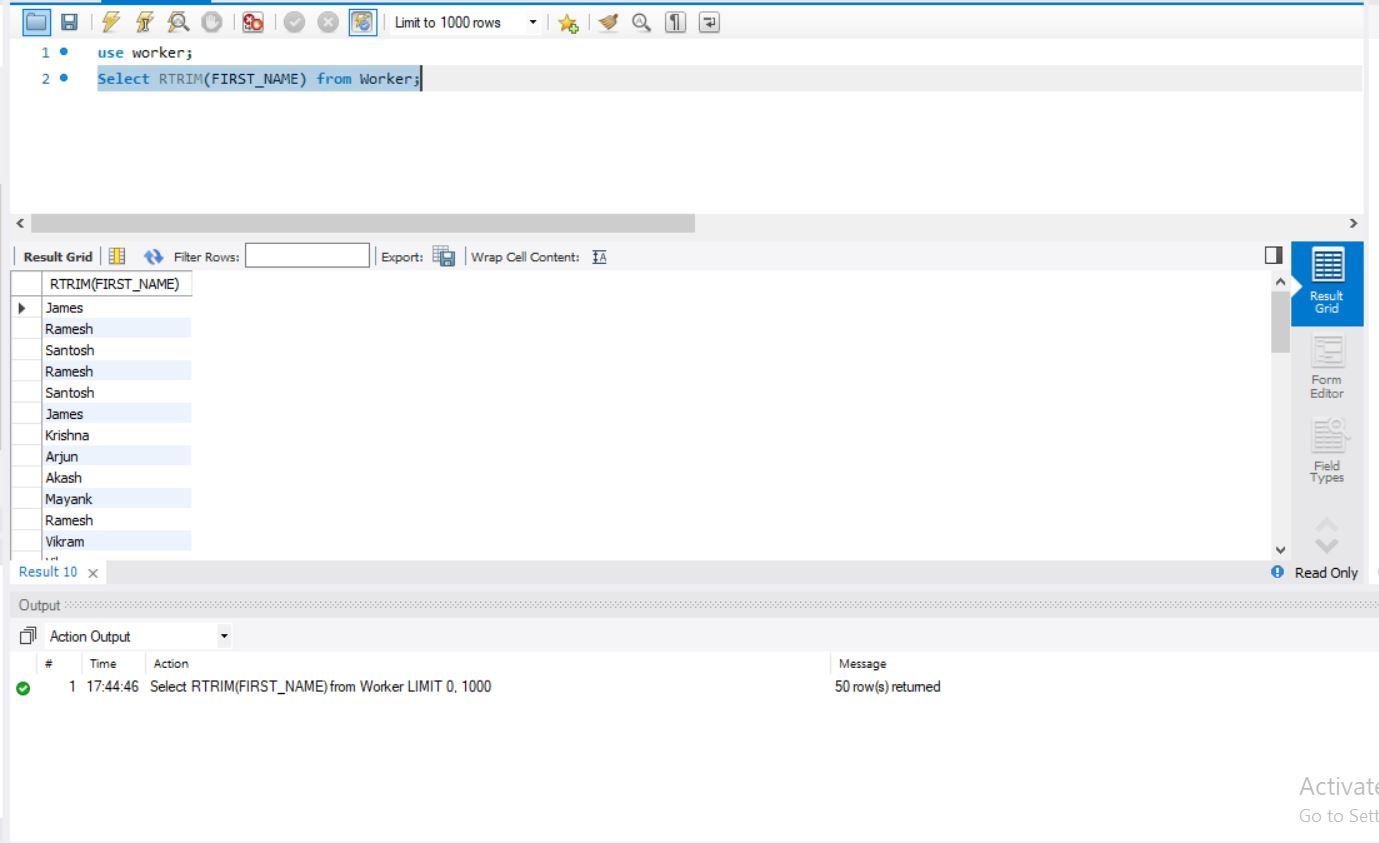 Limit to 1000 rows
1 use worker;
2 Select RTRIM(FIRST_NAME) from Worker;
Result Grid Filter Rows: Export: Wrap Cell Content:
RTRIM(FIRST_NAME)
James
Ramesh
Santosh
Ramesh
Santosh
James
Krishna
Arjun
Akash
Mayank
Ramesh
Vikram
Result
Grid
Form
Editor
Field
Types
Result 10
Read Only
Output
Action Output
# Time Action Message
1 17:44:46 Select RTRIM(FIRST_NAME) from Worker LIMIT 0, 1000 50 row(s) returned
Activate
Go to Sett